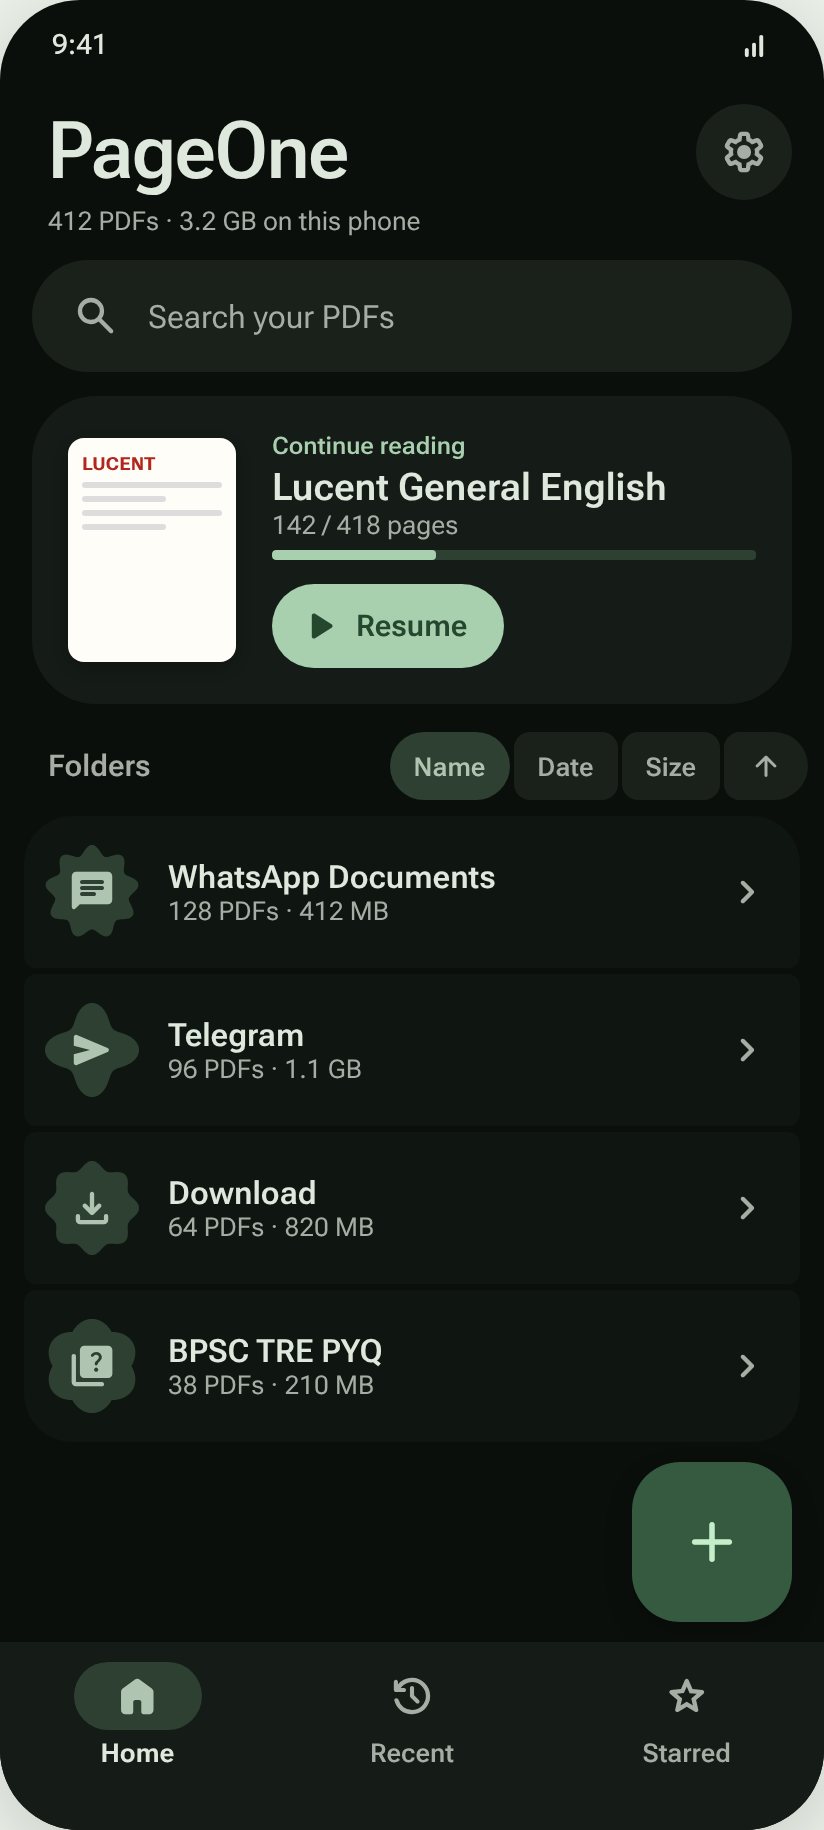 9:41
PageOne
412 PDFs · 3.2 GB on this phone
Search your PDFs
LUCENT
Continue reading
Lucent General English
142 / 418 pages
Resume
Folders
Name Date Size
WhatsApp Documents
128 PDFs · 412 MB
Telegram
96 PDFs · 1.1 GB
Download
64 PDFs · 820 MB
?
BPSC TRE PYQ
38 PDFs · 210 MB
Home Recent Starred